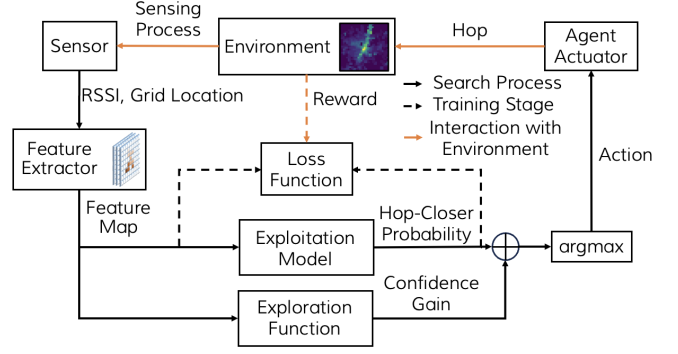 Sensing
Process
Sensor
Environment
Hop
Agent
Actuator
RSSI, Grid Location
Reward
Search Process
Training Stage
Interaction with
Environment
Feature
Extractor
Loss
Function
Action
Feature
Map
Hop-Closer
Probability
Exploitation
Model
argmax
Confidence
Gain
Exploration
Function